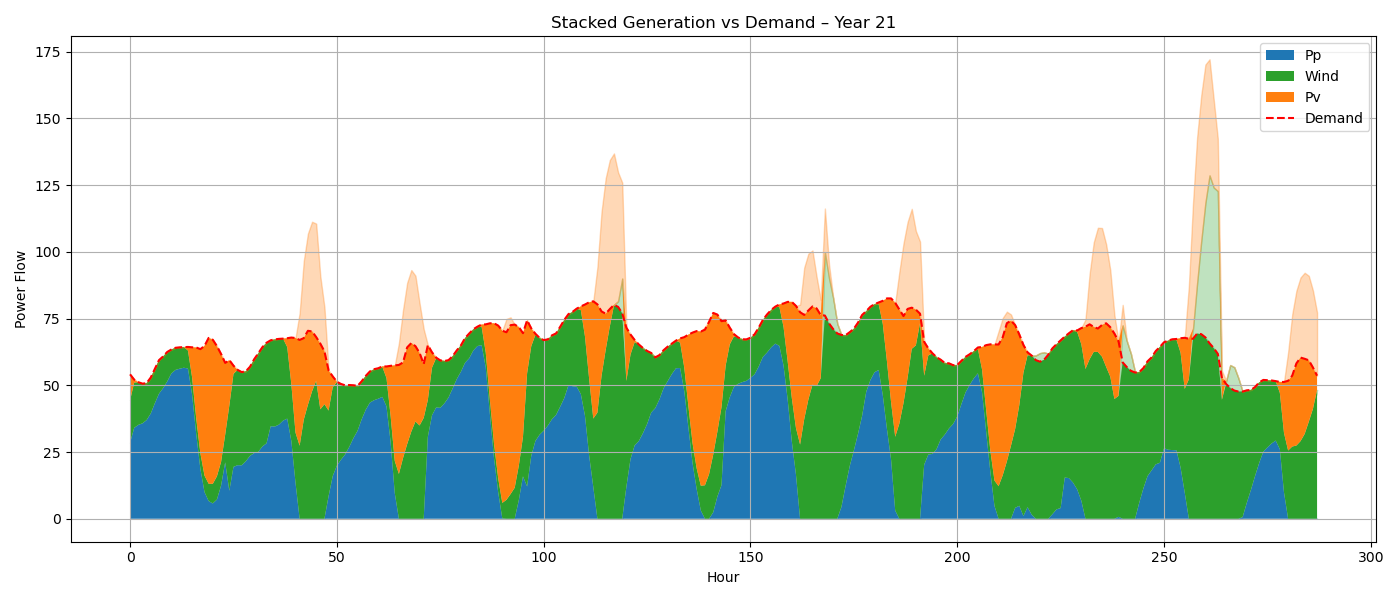 Stacked Generation vs Demand – Year 21
Power Flow
175
150
125
100
75
50
25
0
Pp
Wind
Pv
Demand
0 50 100 150 200 250 300
Hour